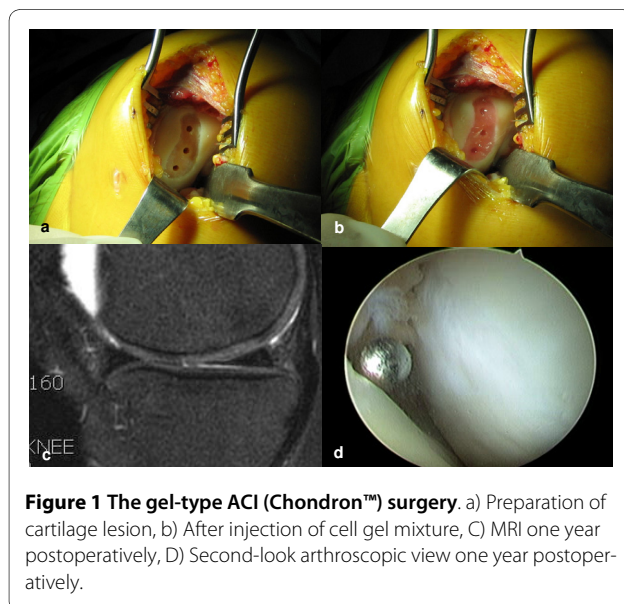 a
b
160
KNEE
c
d
Figure 1 The gel-type ACI (Chondron™) surgery. a) Preparation of
cartilage lesion, b) After injection of cell gel mixture, C) MRI one year
postoperatively, D) Second-look arthroscopic view one year postoper-
atively.